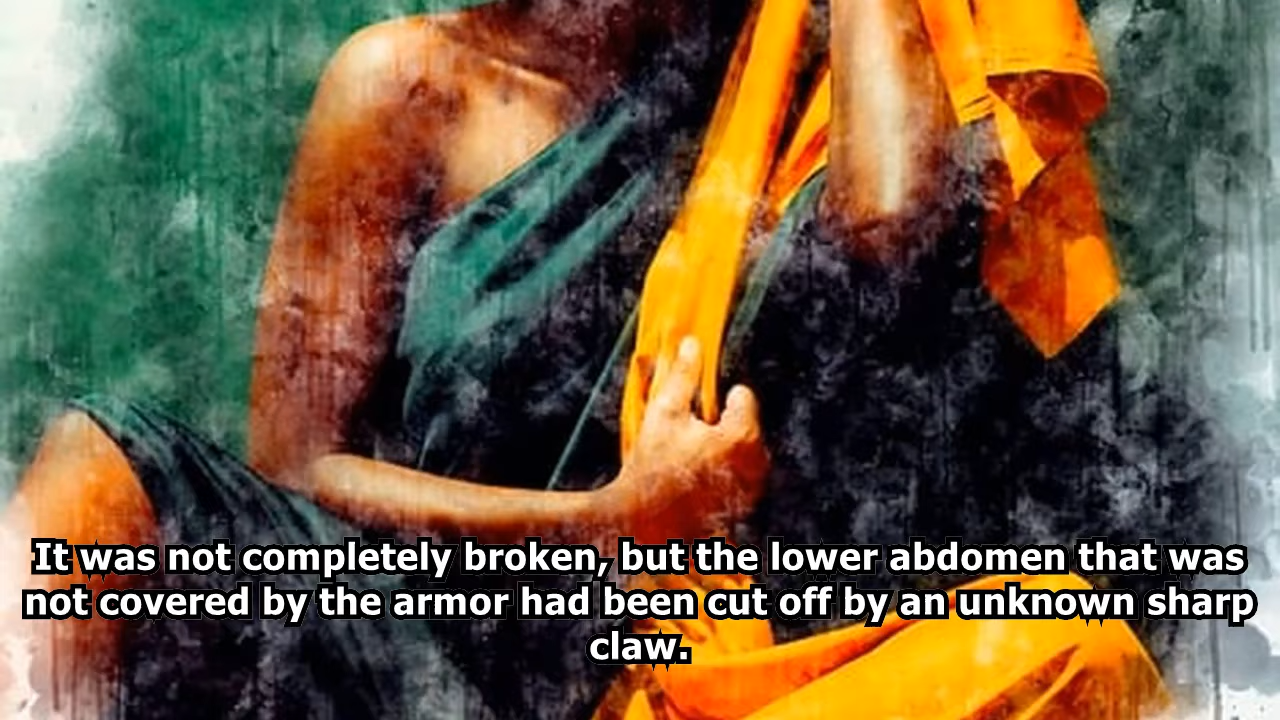 It was not completely broken, but the lower abdomen that was
not covered by the armor had been cut off by an unknown sharp
claw.